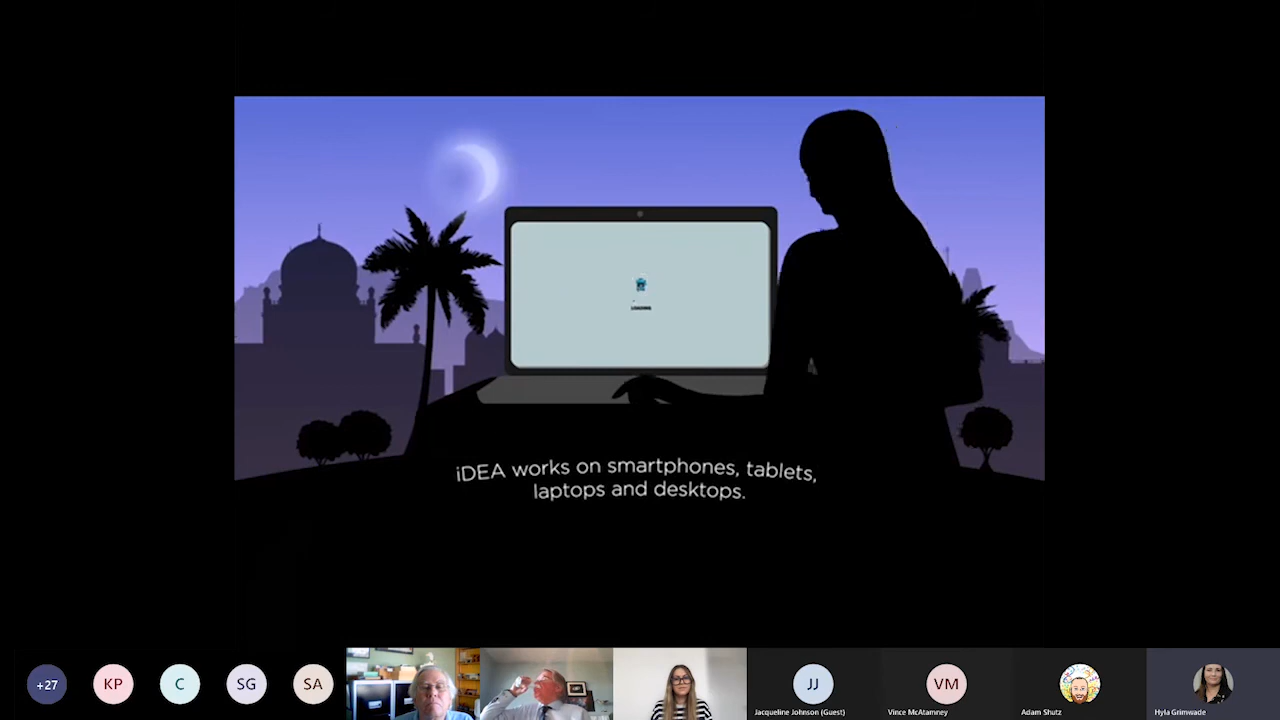 LOADING
iDEA works on smartphones, tablets,
laptops and desktops.
+27
KP
C
SG
SA
JJ
VM
Jacqueline Johnson (Guest)
Vince McAtamney
Adam Shutz
Hyla Grimwade